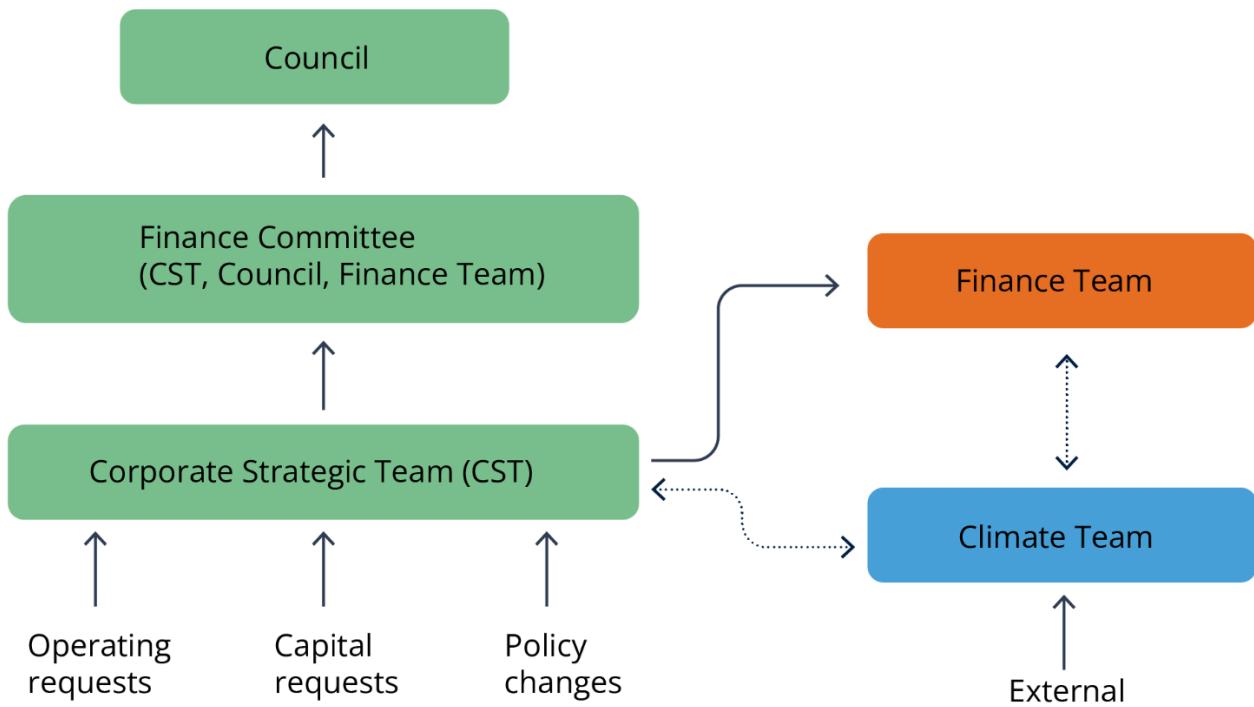 Council
Finance Committee
(CST, Council, Finance Team)
Finance Team
Corporate Strategic Team (CST)
Climate Team
Operating
requests
Capital
requests
Policy
changes
External